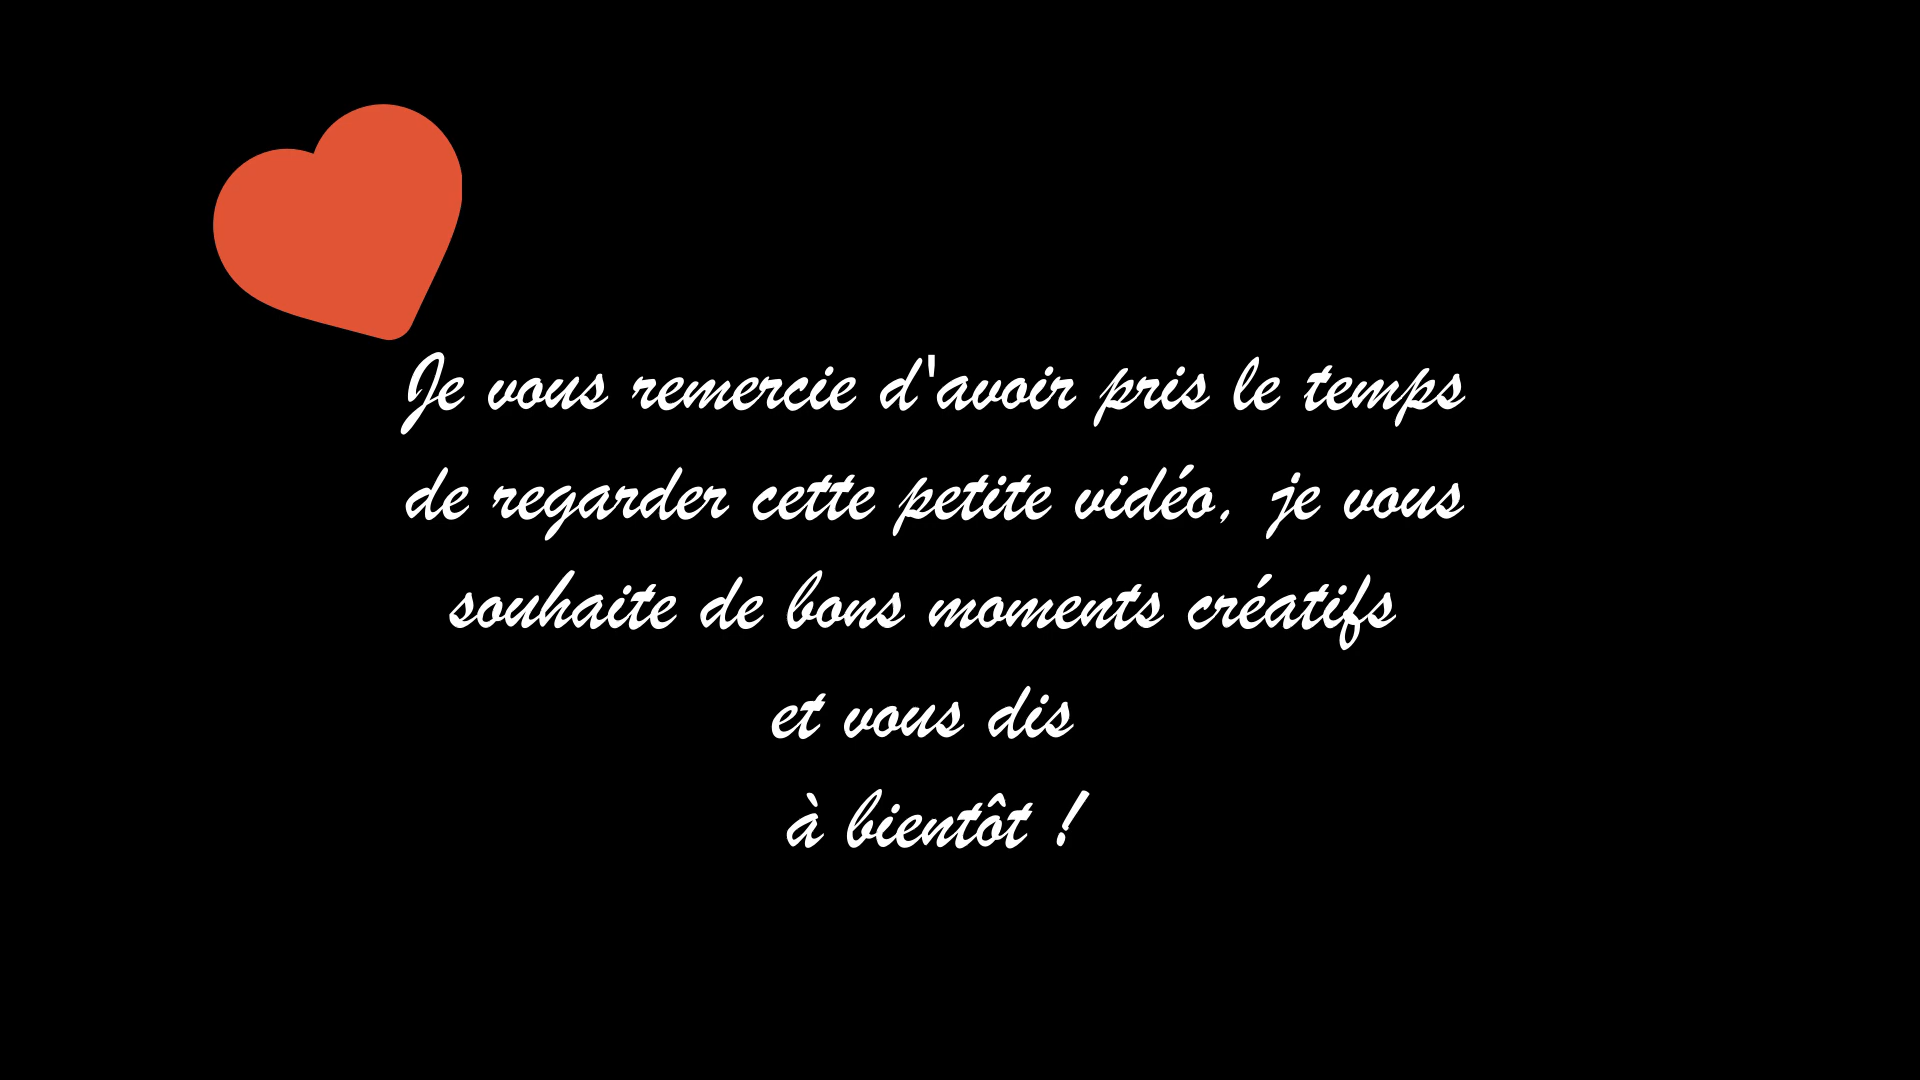 Je vous remercie d'avoir pris le temps
de regarder cette petite vidéo, je vous
souhaite de bons moments créatifs
et vous dis
à bientôt !